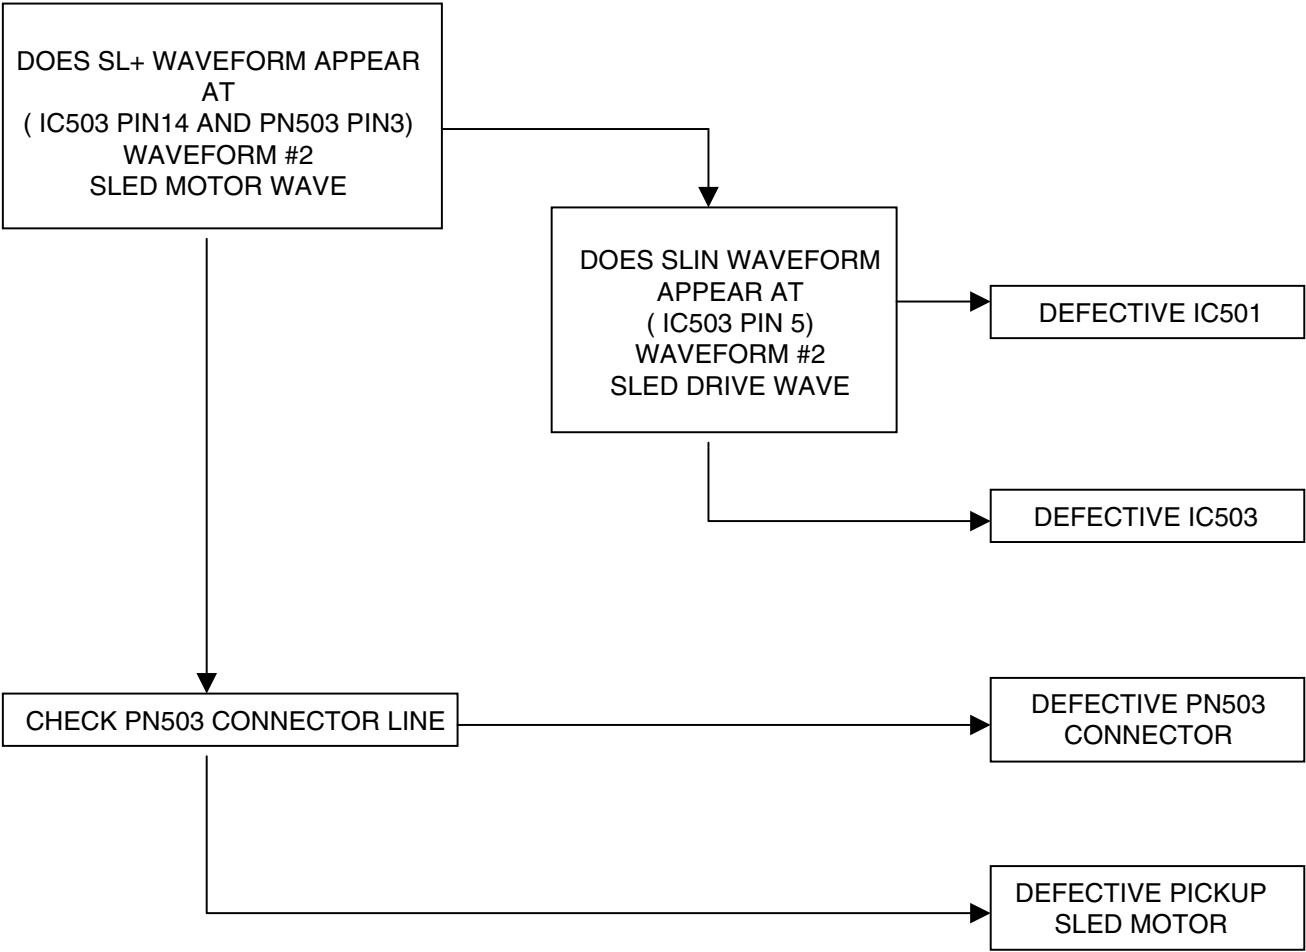 DOES SL+ WAVEFORM APPEAR
AT
( IC503 PIN14 AND PN503 PIN3)
WAVEFORM #2
SLED MOTOR WAVE
DOES SLIN WAVEFORM
APPEAR AT
( IC503 PIN 5)
WAVEFORM #2
SLED DRIVE WAVE
DEFECTIVE IC501
DEFECTIVE IC503
CHECK PN503 CONNECTOR LINE
DEFECTIVE PN503
CONNECTOR
DEFECTIVE PICKUP
SLED MOTOR